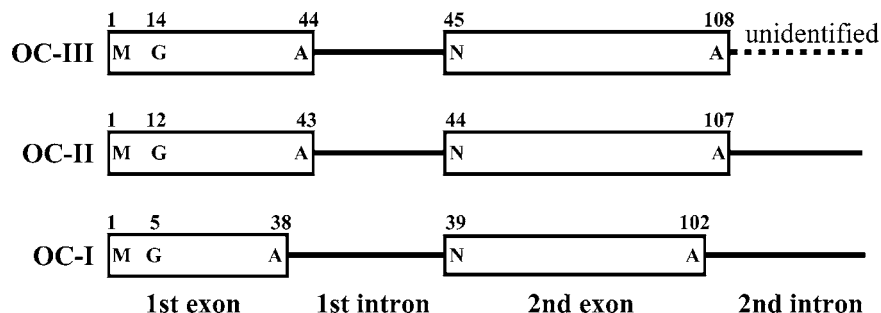 1 14 44 45 108
OC-III M G A N A unidentified
1 12 43 44 107
OC-II M G A N A
1 5 38 39 102
OC-I M G A N A
1st exon 1st intron 2nd exon 2nd intron